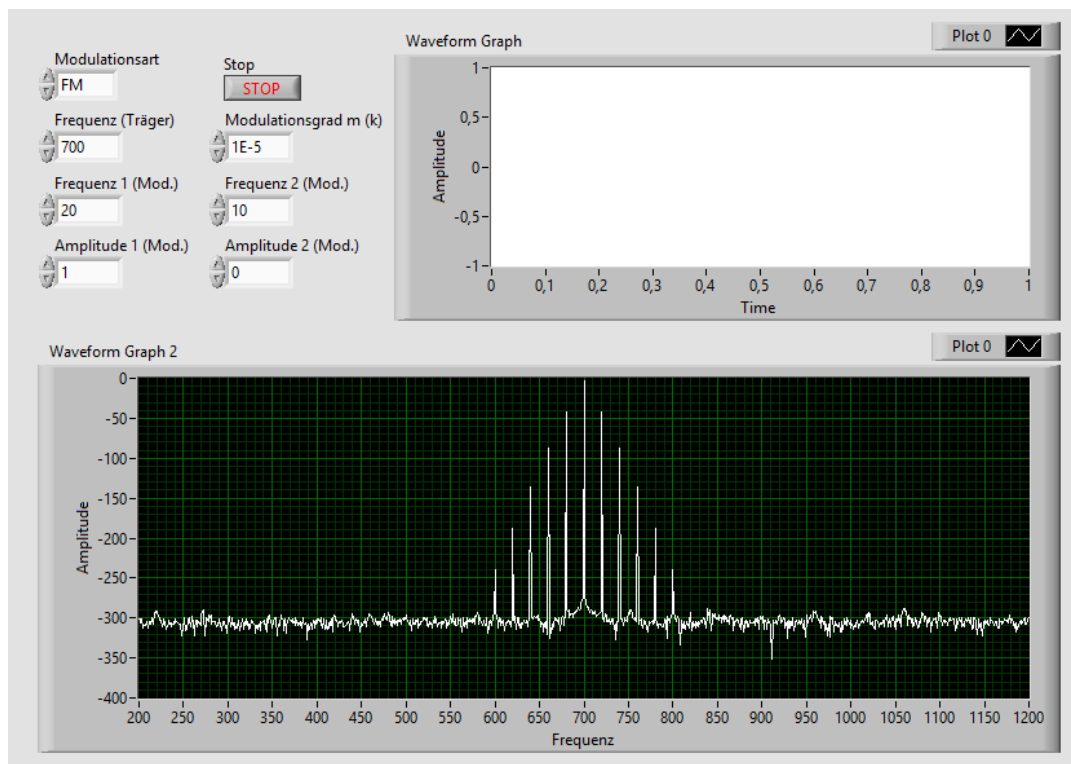 Modulationsart
FM
Stop
STOP
Frequenz (Träger)
700
Modulationsgrad m (k)
1E-5
Frequenz 1 (Mod.)
20
Frequenz 2 (Mod.)
10
Amplitude 1 (Mod.)
1
Amplitude 2 (Mod.)
0
Waveform Graph
Plot 0
Amplitude
1
0,5
0
-0,5
-1
0 0,1 0,2 0,3 0,4 0,5 0,6 0,7 0,8 0,9 1
Time
Waveform Graph 2
Plot 0
Amplitude
0
-50
-100
-150
-200
-250
-300
-350
-400
200 250 300 350 400 450 500 550 600 650 700 750 800 850 900 950 1000 1050 1100 1150 1200
Frequenz